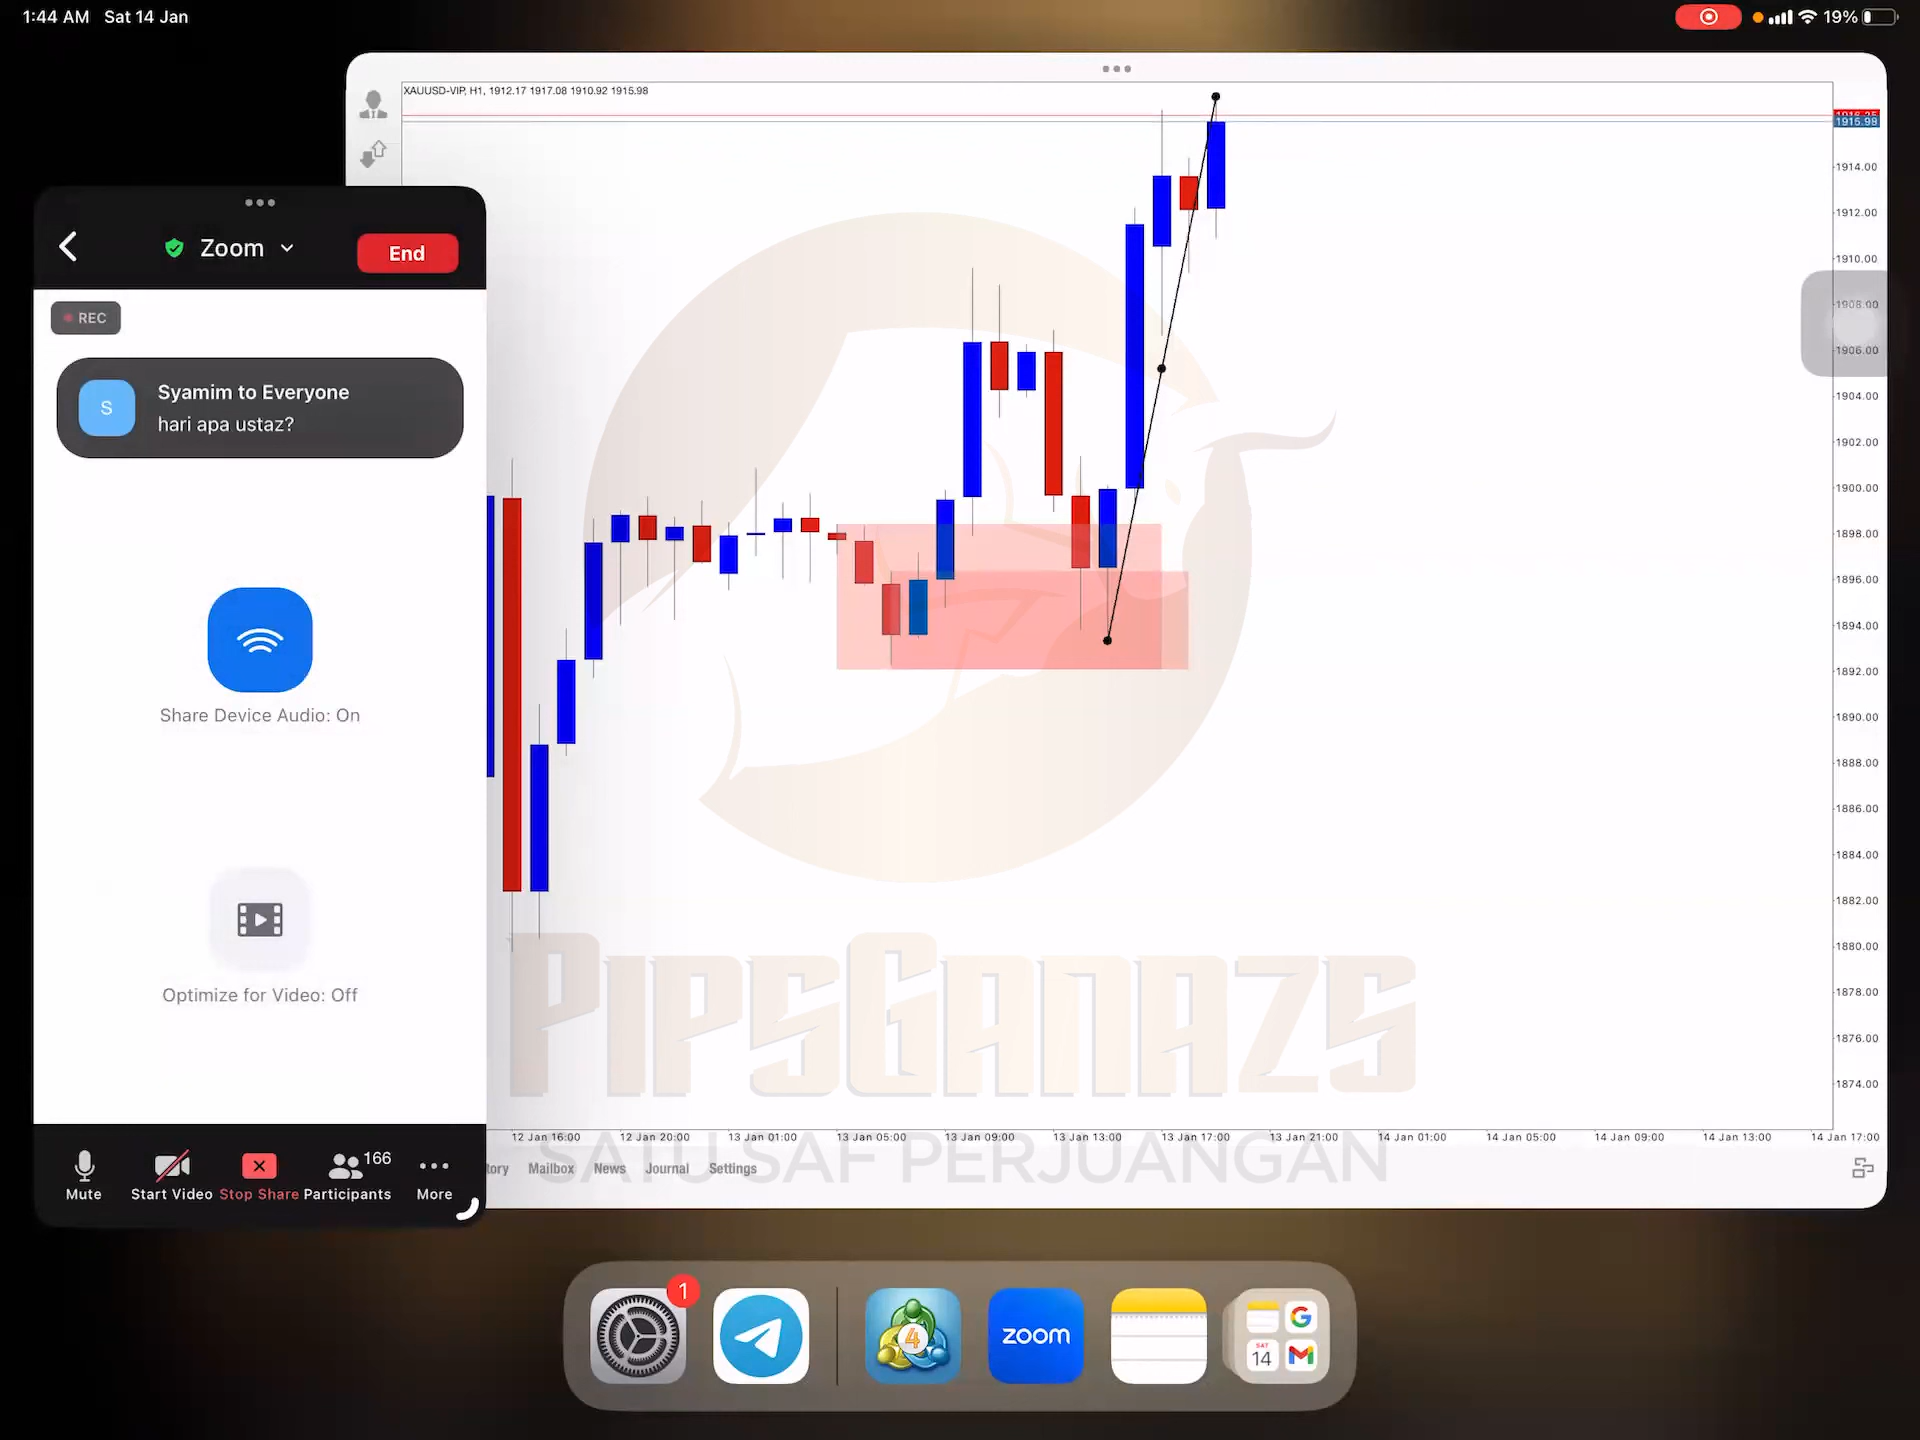 1:44 AM Sat 14 Jan
19%
XAUUSD-VIP, H1, 1912.17 1917.08 1910.92 1915.98
1915.98
1914.00
1912.00
1910.00
1908.00
1906.00
1904.00
1902.00
1900.00
1898.00
1896.00
1894.00
1892.00
1890.00
1888.00
1886.00
1884.00
1882.00
1880.00
1878.00
1876.00
1874.00
Zoom
End
REC
S
Syamim to Everyone
hari apa ustaz?
Share Device Audio: On
Optimize for Video: Off
Mute
Start Video
Stop Share
166
Participants
More
PIPSGANAZS
SATU SAF PERJUANGAN
12 Jan 16:00 12 Jan 20:00 13 Jan 01:00 13 Jan 05:00 13 Jan 09:00 13 Jan 13:00 13 Jan 17:00 13 Jan 21:00 14 Jan 01:00 14 Jan 05:00 14 Jan 09:00 14 Jan 13:00 14 Jan 17:00
tory Mailbox News Journal Settings
1
4
zoom
G
SAT
14
M